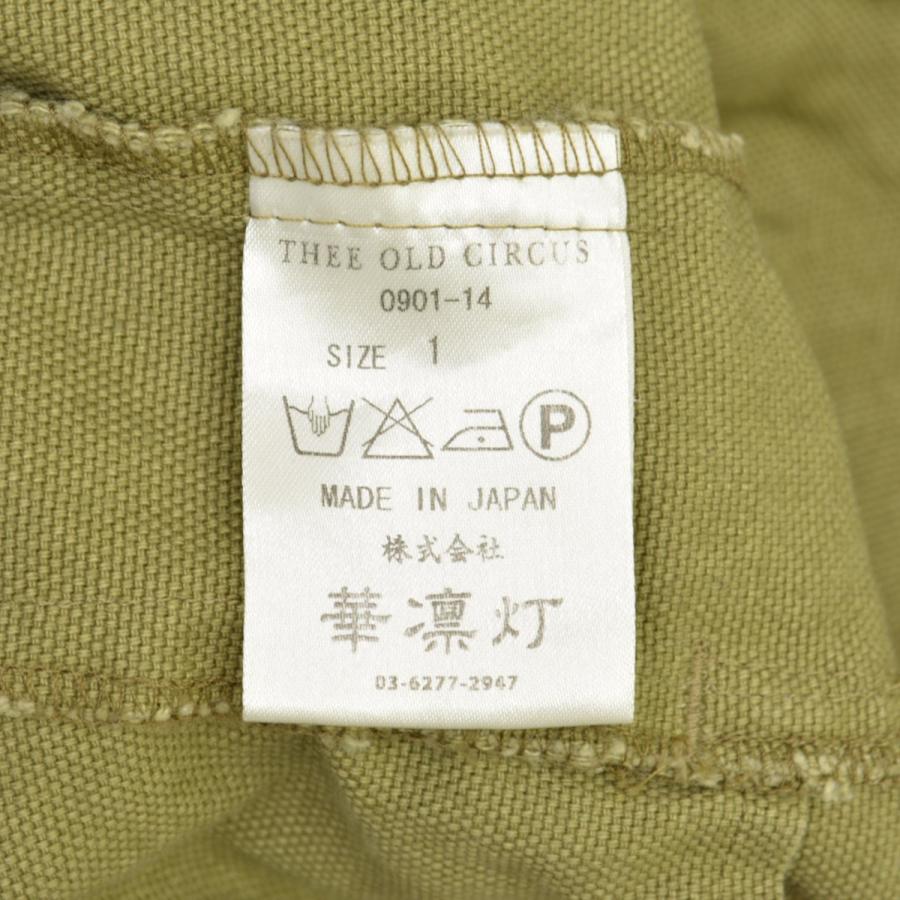 THEE OLD CIRCUS
0901-14
SIZE 1
P
MADE IN JAPAN
株式会社
華凛灯
03-6277-2947